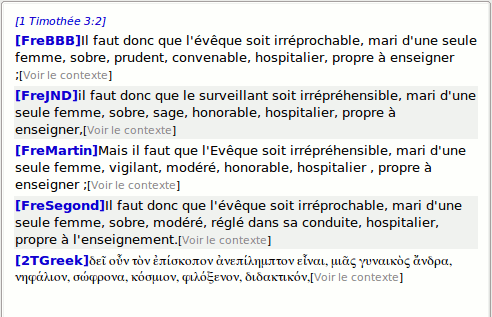 [1 Timothée 3:2]
[FreBBB]Il faut donc que l'évêque soit irréprochable, mari d'une seule
femme, sobre, prudent, convenable, hospitalier, propre à enseigner
;[Voir le contexte]
[FreJND]il faut donc que le surveillant soit irrépréhensible, mari d'une
seule femme, sobre, sage, honorable, hospitalier, propre à
enseigner,[Voir le contexte]
[FreMartin]Mais il faut que l'Evêque soit irrépréhensible, mari d'une
seule femme, vigilant, modéré, honorable, hospitalier , propre à
enseigner ;[Voir le contexte]
[FreSegond]Il faut donc que l'évêque soit irréprochable, mari d'une
seule femme, sobre, modéré, réglé dans sa conduite, hospitalier,
propre à l'enseignement.[Voir le contexte]
[2TGreek]δεῖ οὖν τὸν ἐπίσκοπον ἀνεπίλημπτον εἶναι, μιᾶς γυναικὸς ἄνδρα,
νηφάλιον, σώφρονα, κόσμιον, φιλόξενον, διδακτικόν,[Voir le contexte]